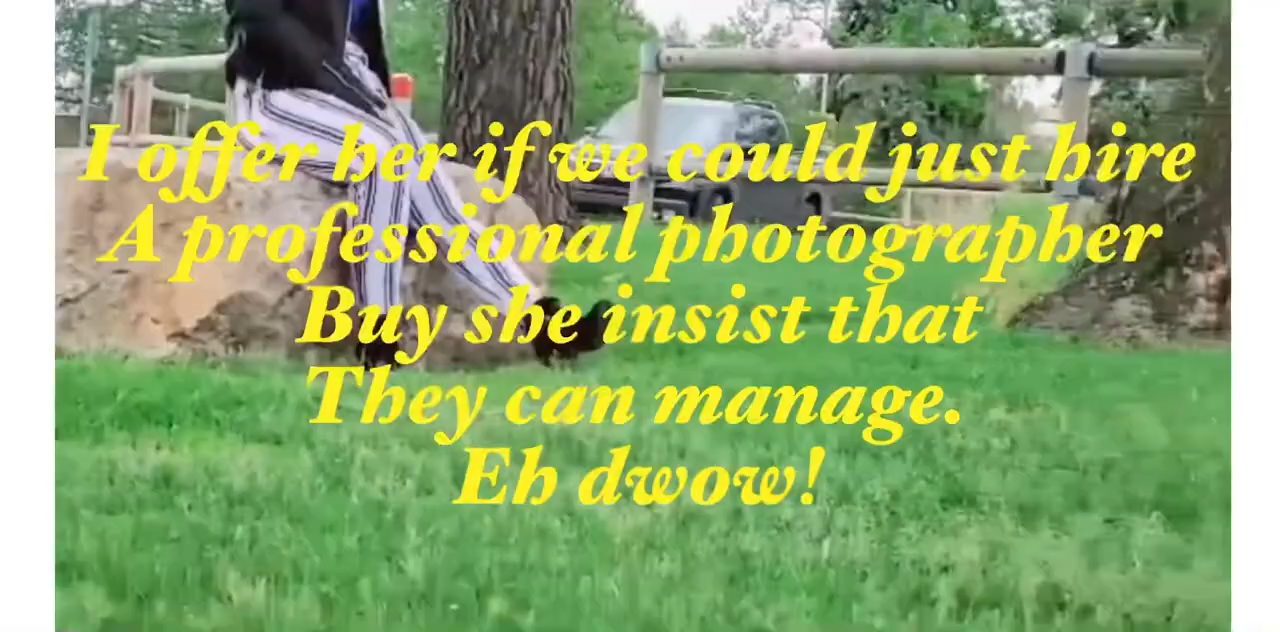 I offer her if we could just hire
A professional photographer
Buy she insist that
They can manage.
Eh dwow!